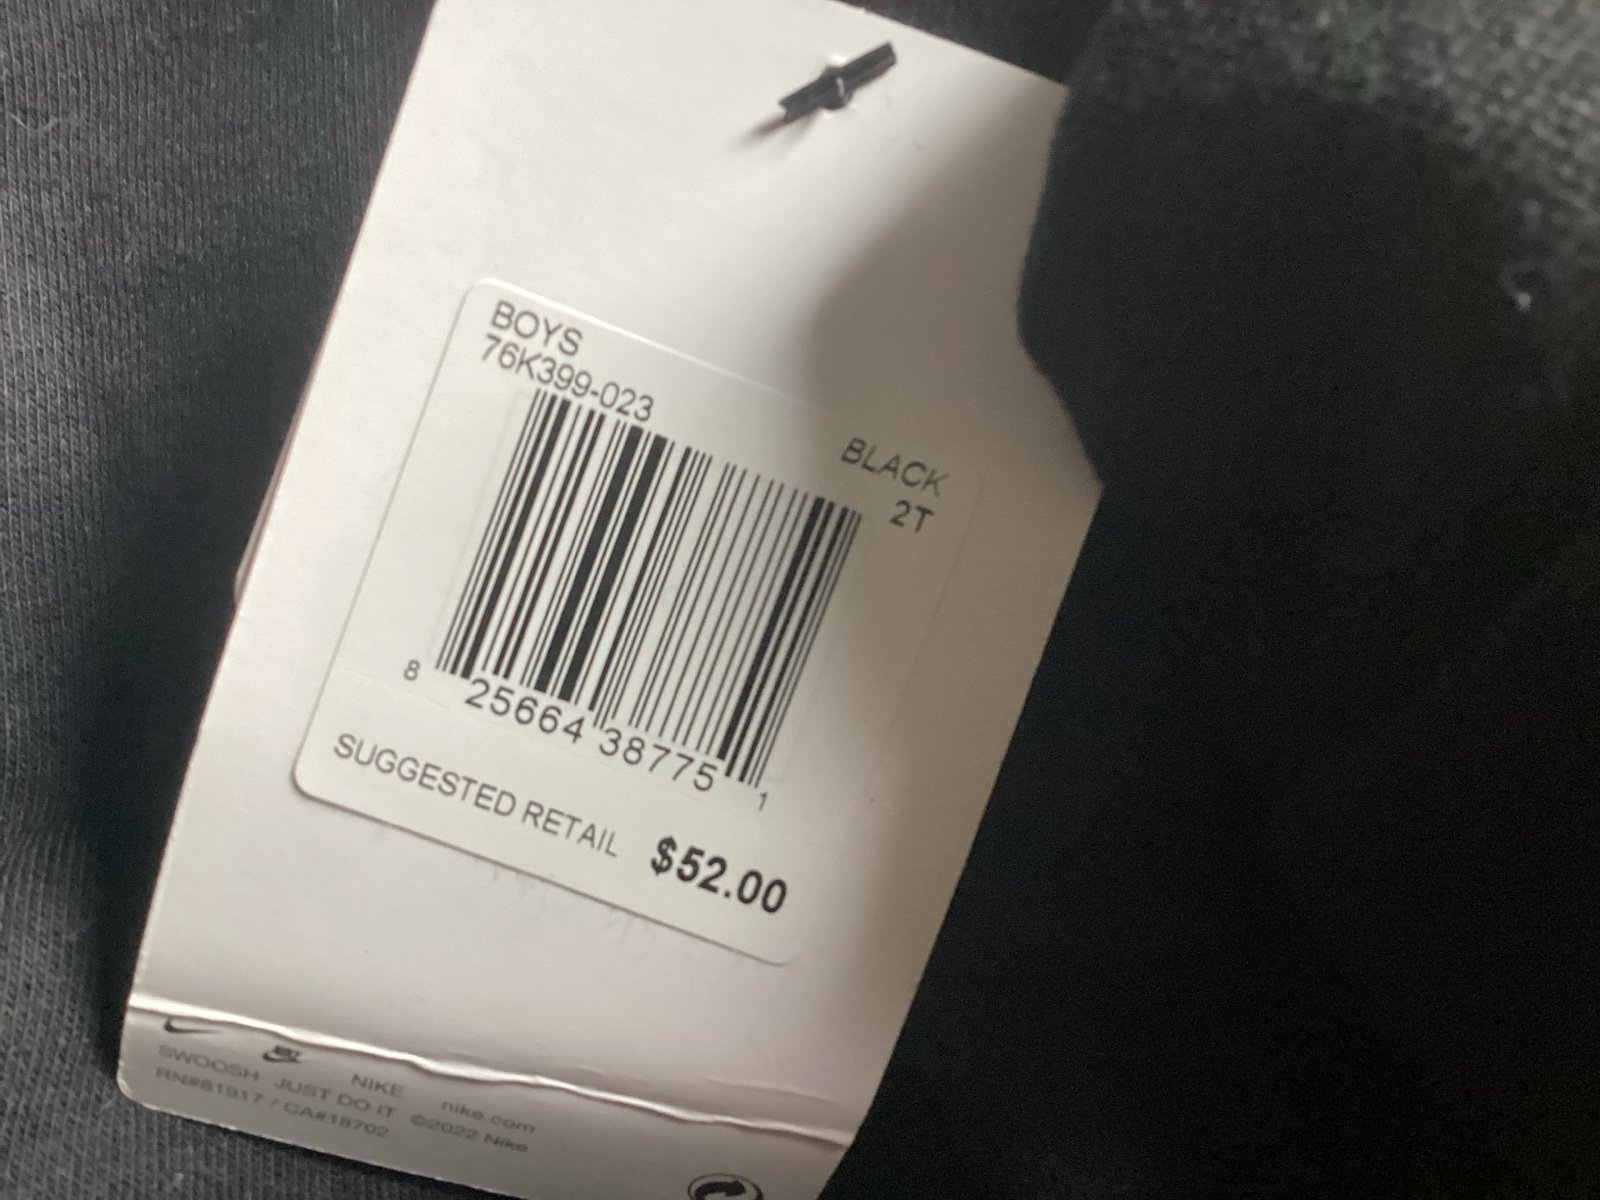 BOYS
76K399-023
BLACK
2T
8 25664 38775 1
SUGGESTED RETAIL $52.00
NIKE nike.com
SWOOSH JUST DO IT ©2022 Nike
RN#81917 / CA#18702